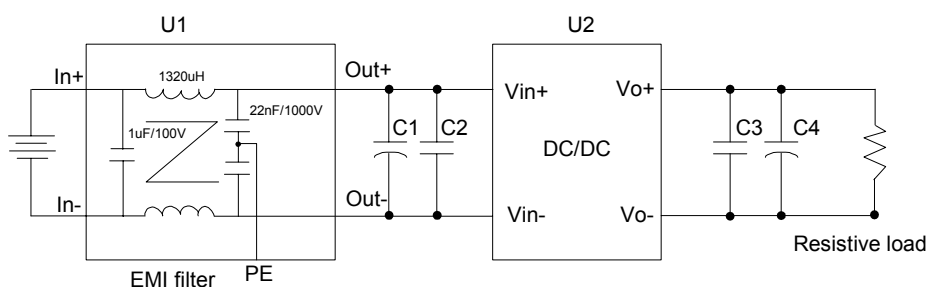 U1
U2
In+
1320uH
Out+
22nF/1000V
1uF/100V
C1
C2
Vin+
Vo+
DC/DC
C3
C4
In-
Out-
Vin-
Vo-
Resistive load
EMI filter
PE